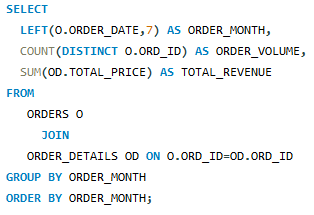 SELECT
LEFT(O.ORDER_DATE,7) AS ORDER_MONTH,
COUNT(DISTINCT O.ORD_ID) AS ORDER_VOLUME,
SUM(OD.TOTAL_PRICE) AS TOTAL_REVENUE
FROM
ORDERS O
JOIN
ORDER_DETAILS OD ON O.ORD_ID=OD.ORD_ID
GROUP BY ORDER_MONTH
ORDER BY ORDER_MONTH;